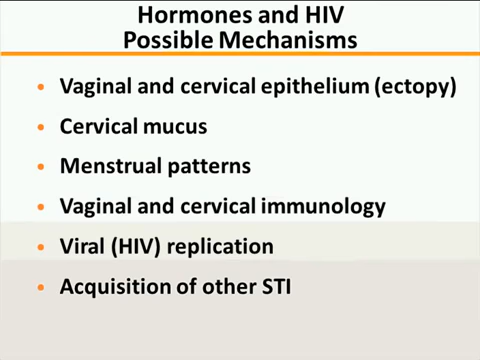 Hormones and HIV
Possible Mechanisms
• Vaginal and cervical epithelium (ectopy)
• Cervical mucus
• Menstrual patterns
• Vaginal and cervical immunology
• Viral (HIV) replication
• Acquisition of other STI